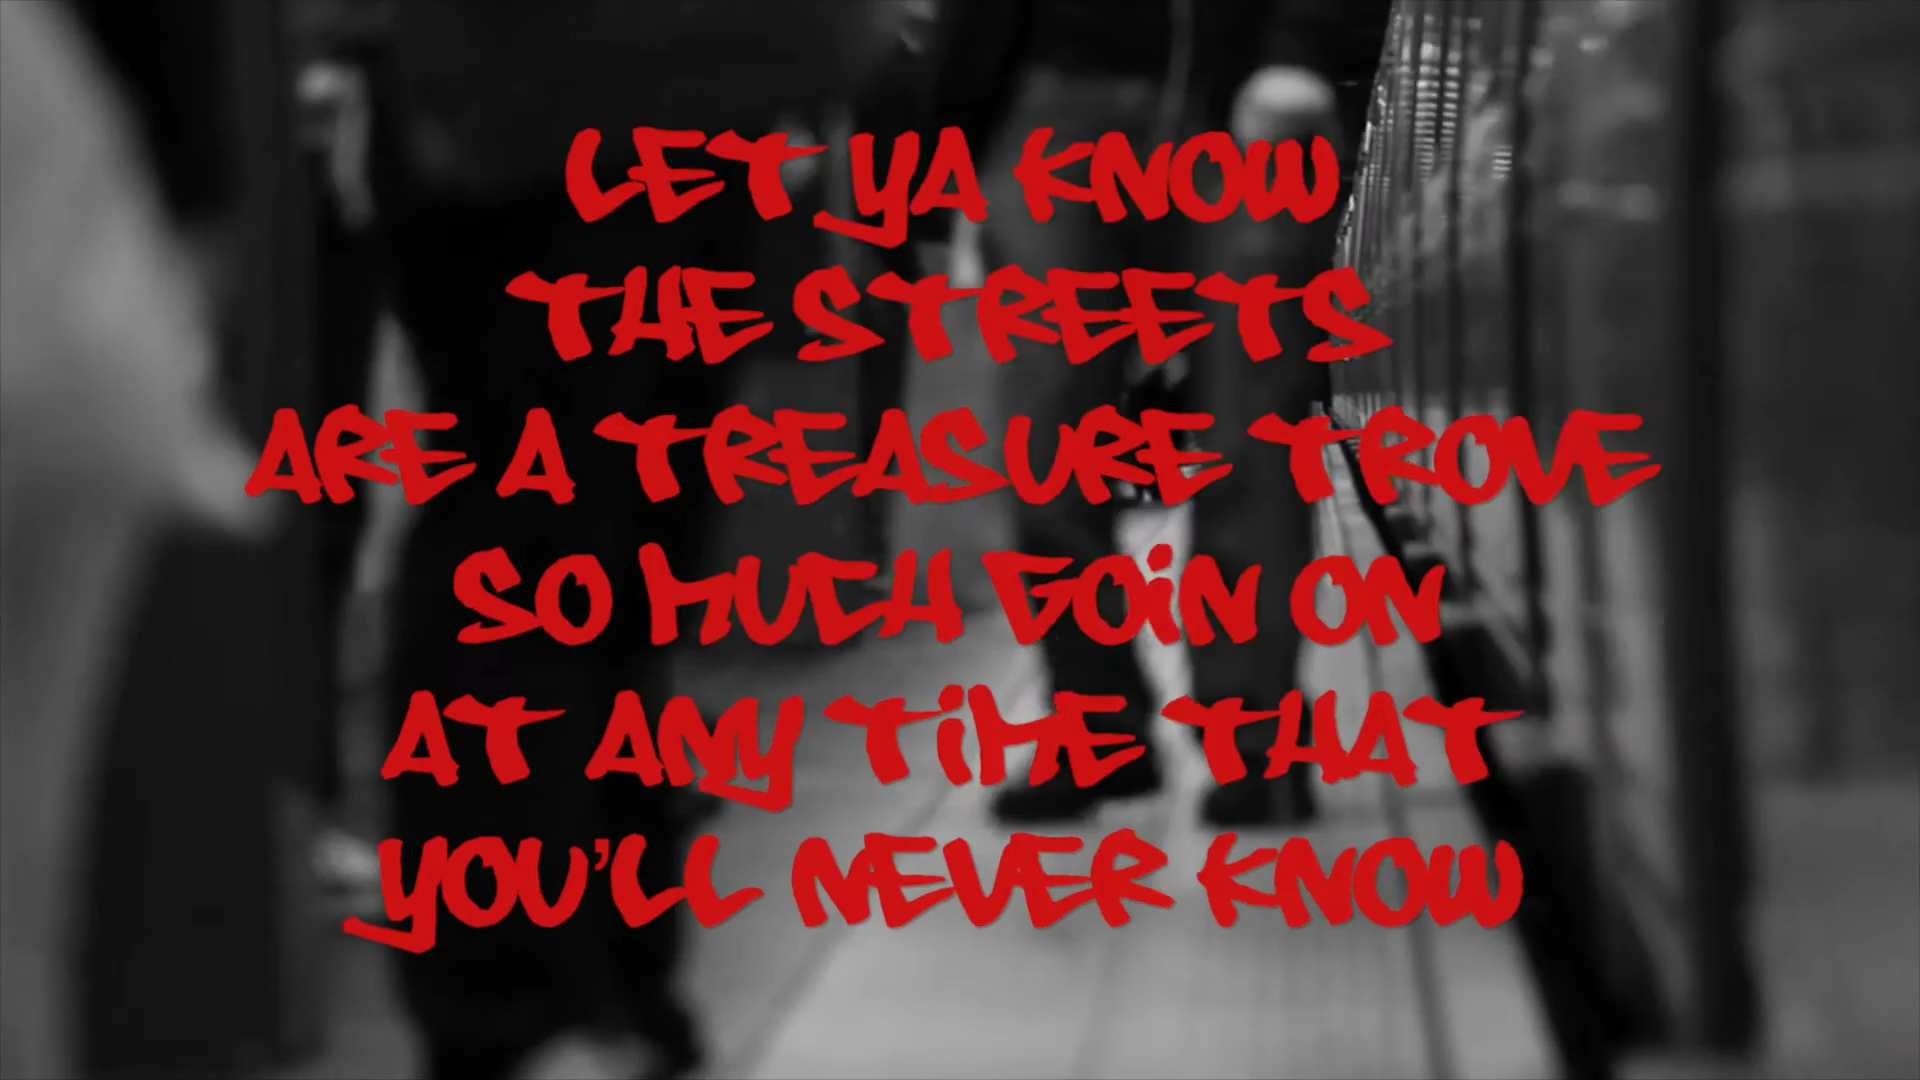 LET YA KNOW
THE STREETS
ARE A TREASURE TROVE
SO MUCH GOiN ON
AT ANY TiME THAT
YOU'LL NEVER KNOW